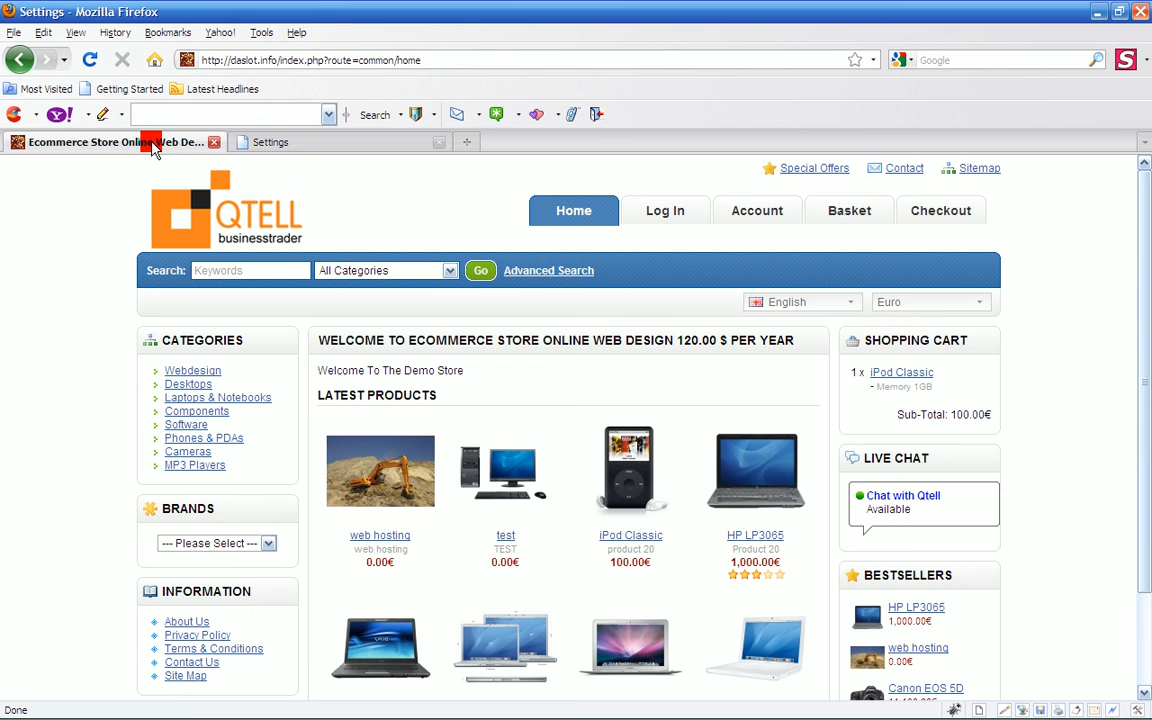 Settings - Mozilla Firefox
File Edit View History Bookmarks Yahoo! Tools Help
http://daslot.info/index.php?route=common/home
Google
S
Most Visited Getting Started Latest Headlines
Y! Search
Ecommerce Store Online Web De... Settings
Special Offers Contact Sitemap
QTELL
businesstrader
Home Log In Account Basket Checkout
Search: Keywords All Categories Go Advanced Search
English Euro
CATEGORIES
Webdesign
Desktops
Laptops & Notebooks
Components
Software
Phones & PDAs
Cameras
MP3 Players
BRANDS
--- Please Select ---
INFORMATION
About Us
Privacy Policy
Terms & Conditions
Contact Us
Site Map
WELCOME TO ECOMMERCE STORE ONLINE WEB DESIGN 120.00 $ PER YEAR
Welcome To The Demo Store
LATEST PRODUCTS
web hosting
web hosting
0.00€
test
TEST
0.00€
iPod Classic
product 20
100.00€
HP LP3065
Product 20
1,000.00€
SHOPPING CART
1 x iPod Classic
- Memory 1GB
Sub-Total: 100.00€
LIVE CHAT
Chat with Qtell
Available
BESTSELLERS
HP LP3065
1,000.00€
web hosting
0.00€
Canon EOS 5D
Done